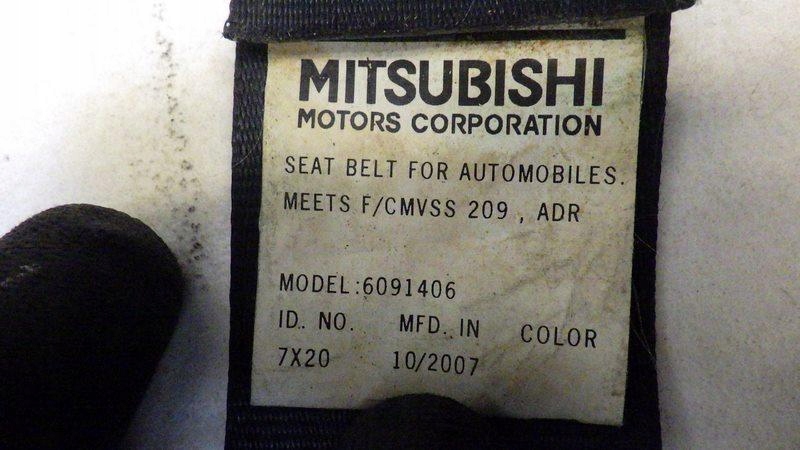 MITSUBISHI
MOTORS CORPORATION
SEAT BELT FOR AUTOMOBILES.
MEETS F/CMVSS 209 , ADR
MODEL:6091406
ID. NO. MFD. IN COLOR
7X20 10/2007